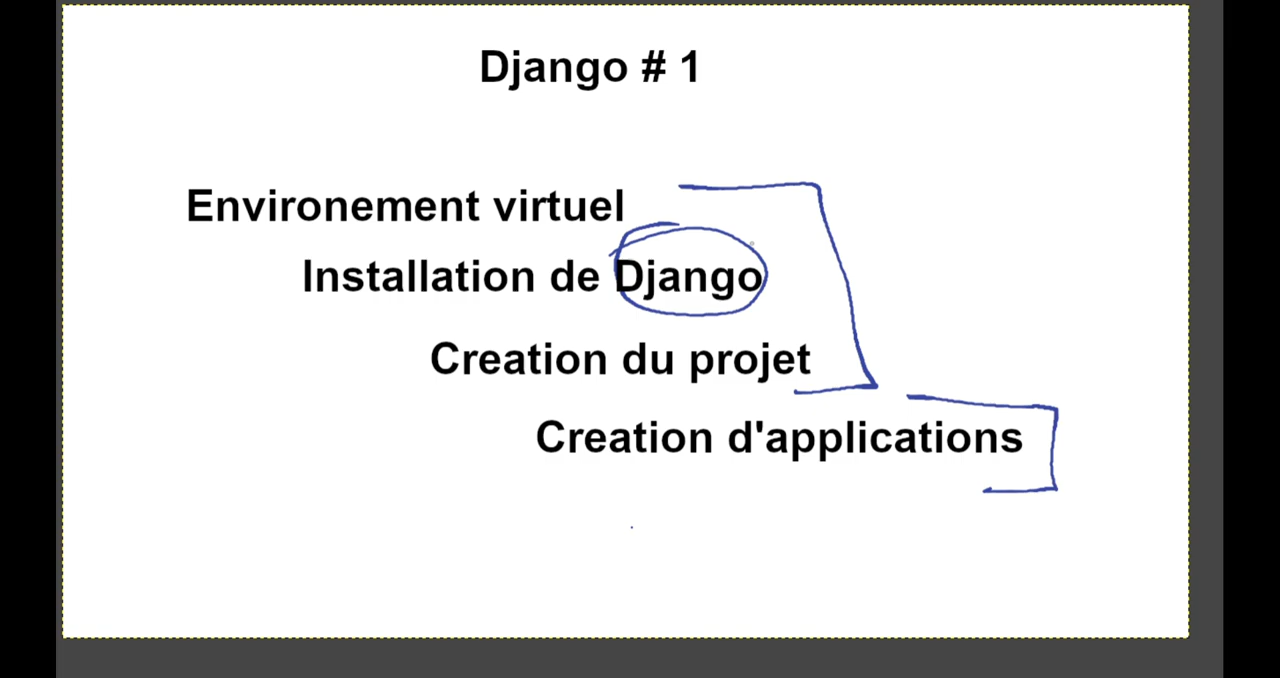 Django # 1
Environement virtuel
Installation de Django
Creation du projet
Creation d'applications